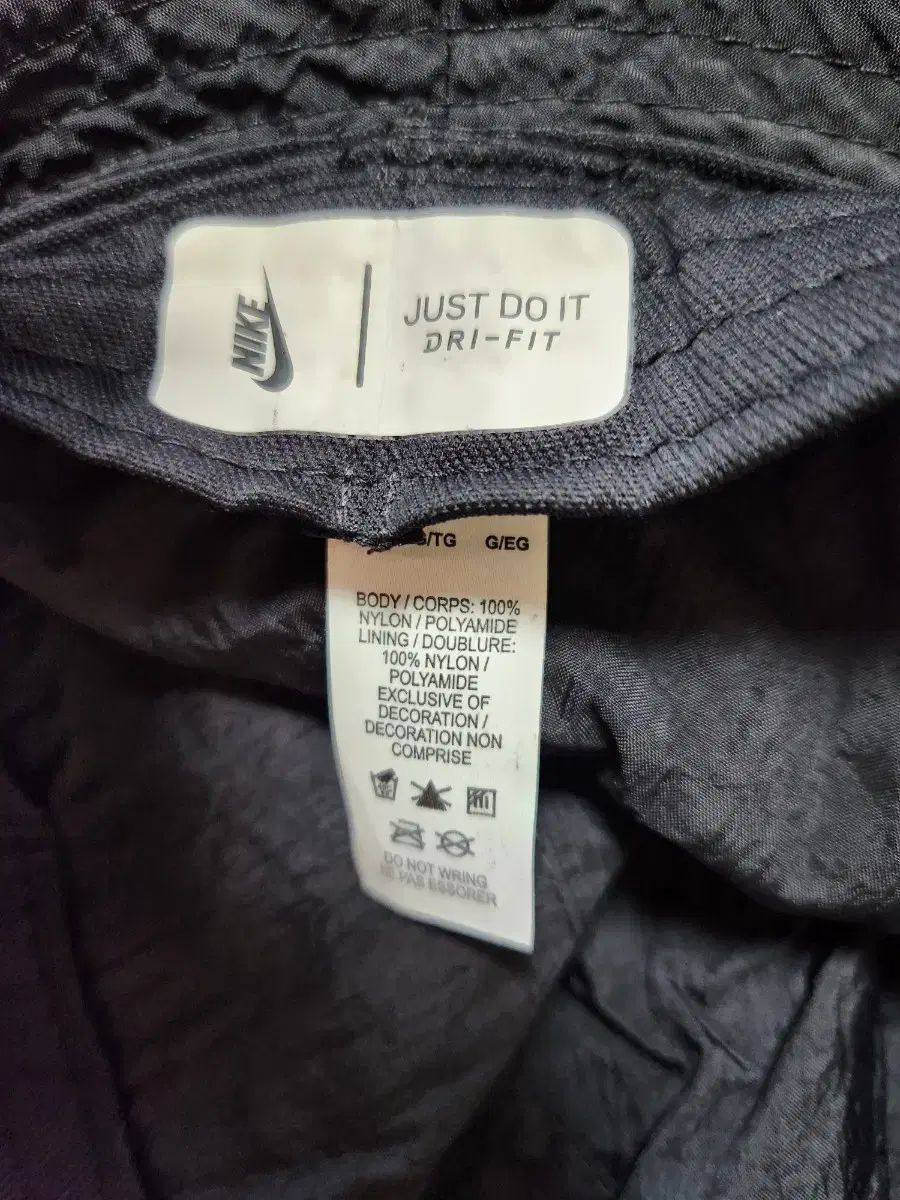 NIKE
JUST DO IT
DRI-FIT
G/EG
BODY / CORPS: 100%
NYLON / POLYAMIDE
LINING / DOUBLURE:
100% NYLON /
POLYAMIDE
EXCLUSIVE OF
DECORATION /
DECORATION NON
COMPRISE
DO NOT WRING
NE PAS ESSORER